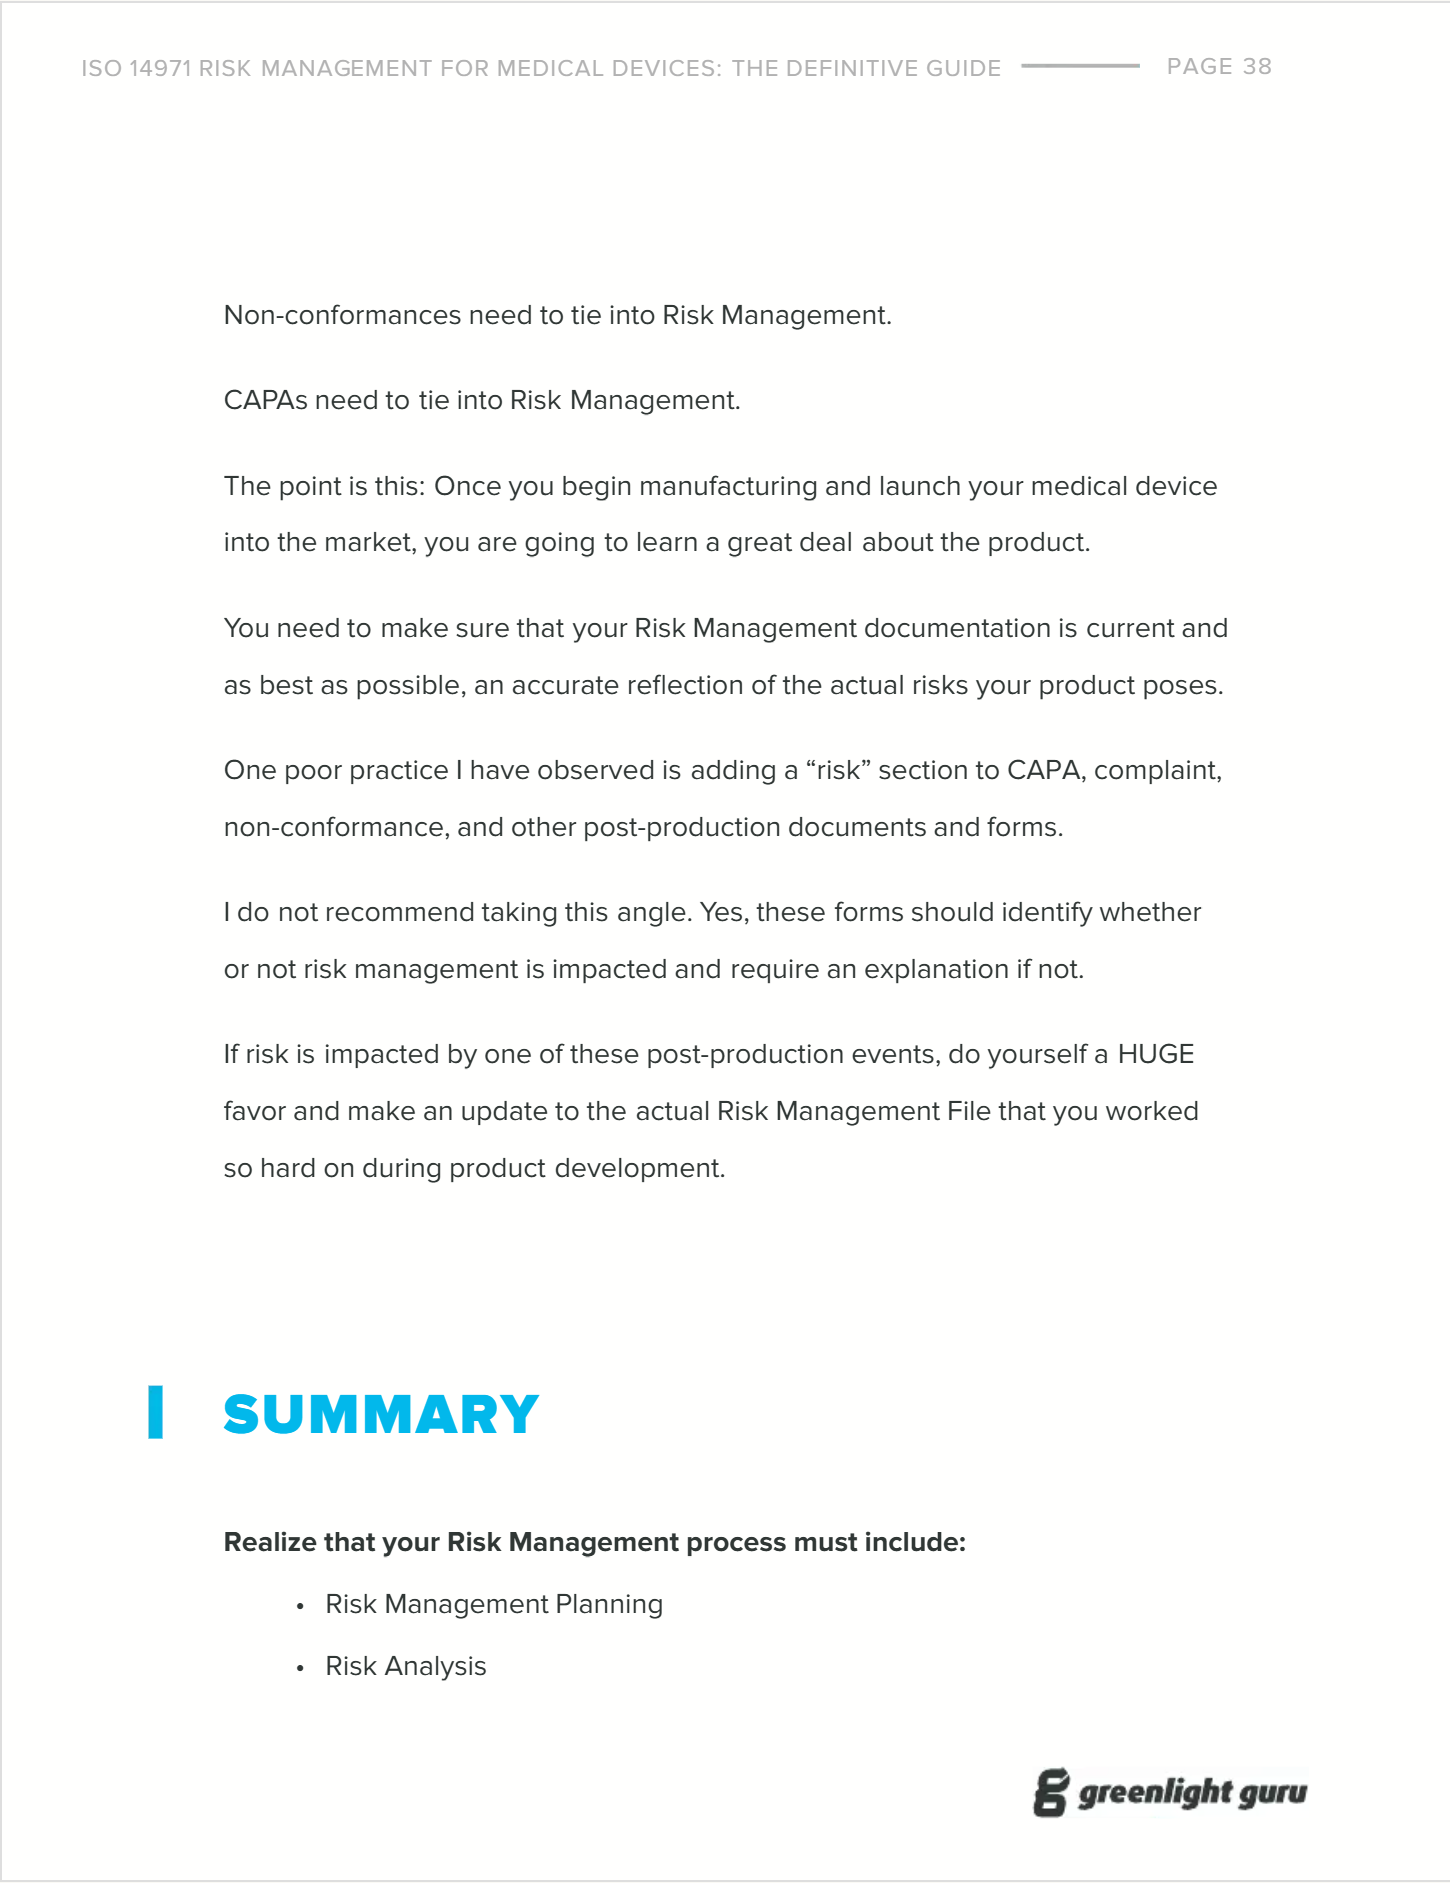 ISO 14971 RISK MANAGEMENT FOR MEDICAL DEVICES: THE DEFINITIVE GUIDE PAGE 38
Non-conformances need to tie into Risk Management.
CAPAs need to tie into Risk Management.
The point is this: Once you begin manufacturing and launch your medical device
into the market, you are going to learn a great deal about the product.
You need to make sure that your Risk Management documentation is current and
as best as possible, an accurate reflection of the actual risks your product poses.
One poor practice I have observed is adding a “risk” section to CAPA, complaint,
non-conformance, and other post-production documents and forms.
I do not recommend taking this angle. Yes, these forms should identify whether
or not risk management is impacted and require an explanation if not.
If risk is impacted by one of these post-production events, do yourself a HUGE
favor and make an update to the actual Risk Management File that you worked
so hard on during product development.
SUMMARY
Realize that your Risk Management process must include:
• Risk Management Planning
• Risk Analysis
greenlight guru